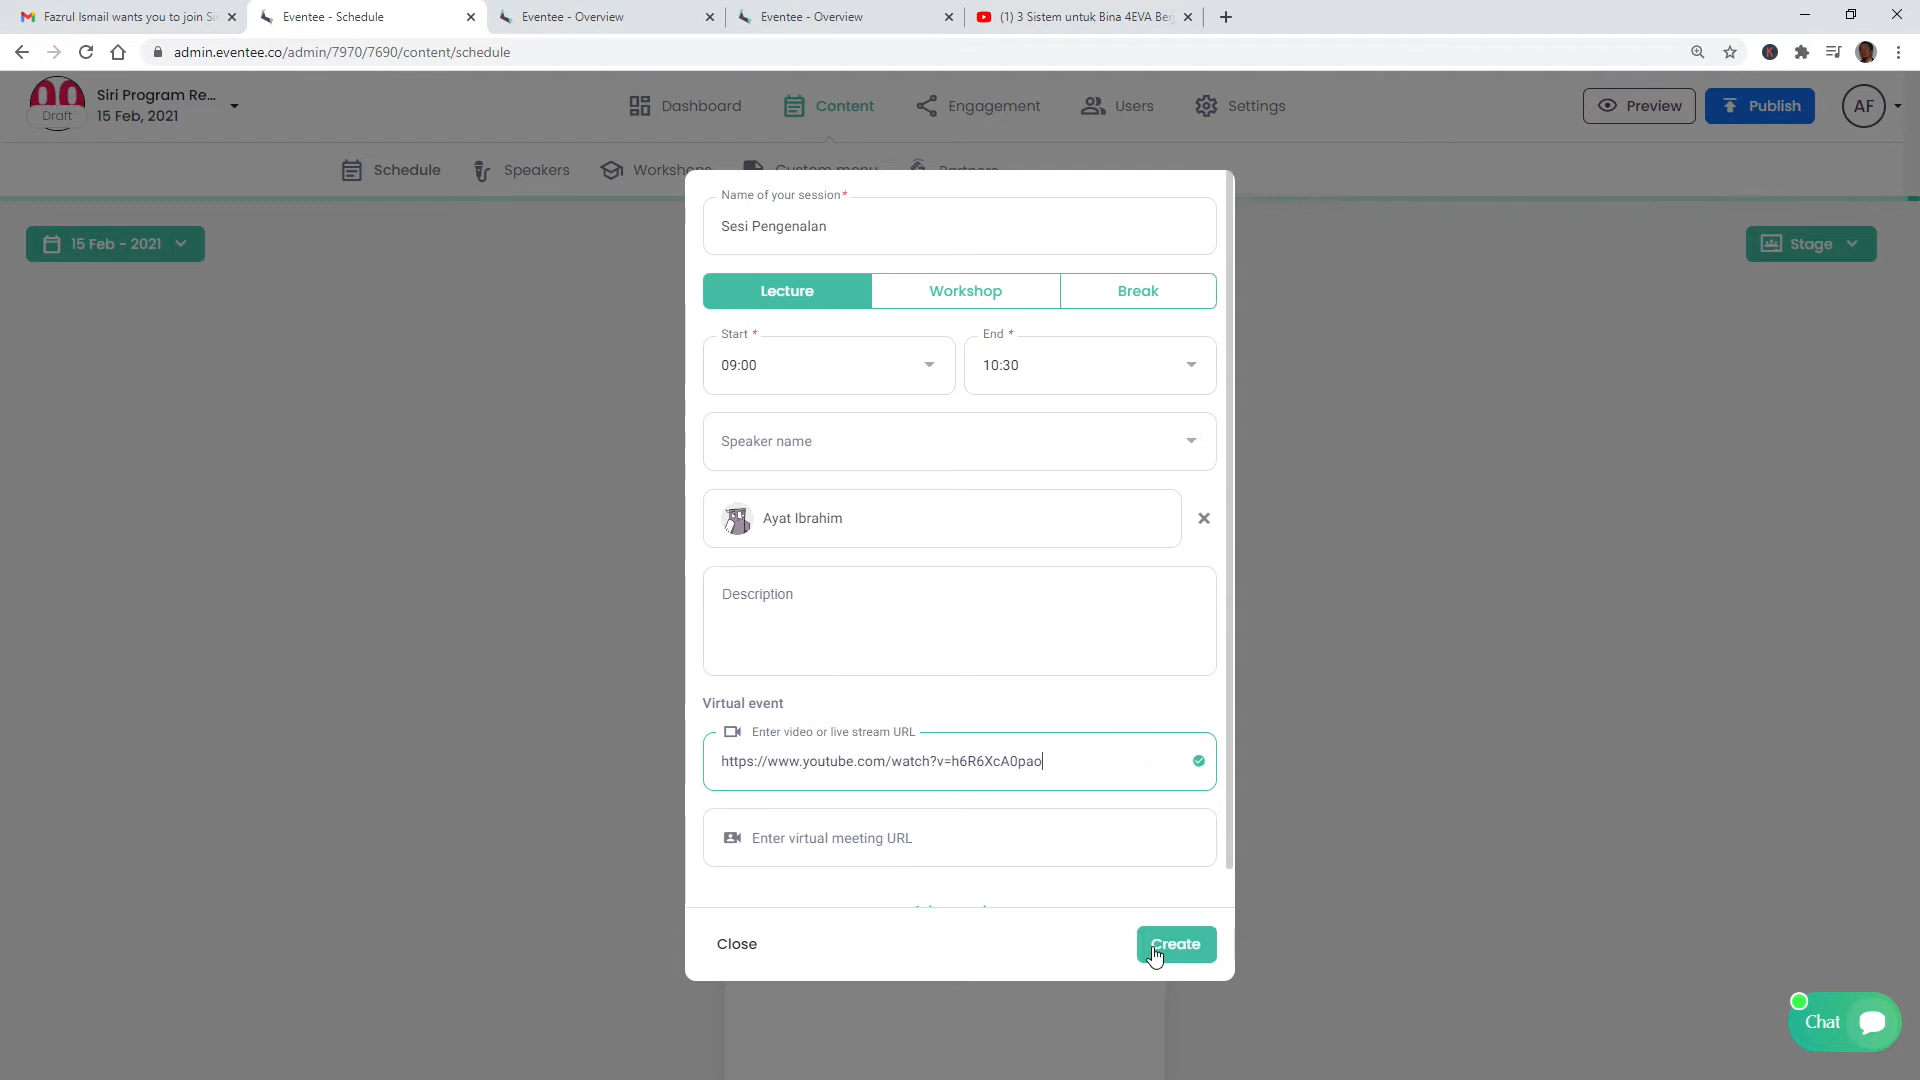 Fazrul Ismail wants you to join Si
Eventee - Schedule
Eventee - Overview
Eventee - Overview
(1) 3 Sistem untuk Bina 4EVA Ber
admin.eventee.co/admin/7970/7690/content/schedule
Siri Program Re...
15 Feb, 2021
Draft
Dashboard
Content
Engagement
Users
Settings
Preview
Publish
AF
Schedule
Speakers
Workshops
Custom menu
Partners
15 Feb - 2021
Stage
Name of your session*
Sesi Pengenalan
Lecture
Workshop
Break
Start *
09:00
End *
10:30
Speaker name
Ayat Ibrahim
Description
Virtual event
Enter video or live stream URL
https://www.youtube.com/watch?v=h6R6XcA0pao
Enter virtual meeting URL
Close
Create
Chat